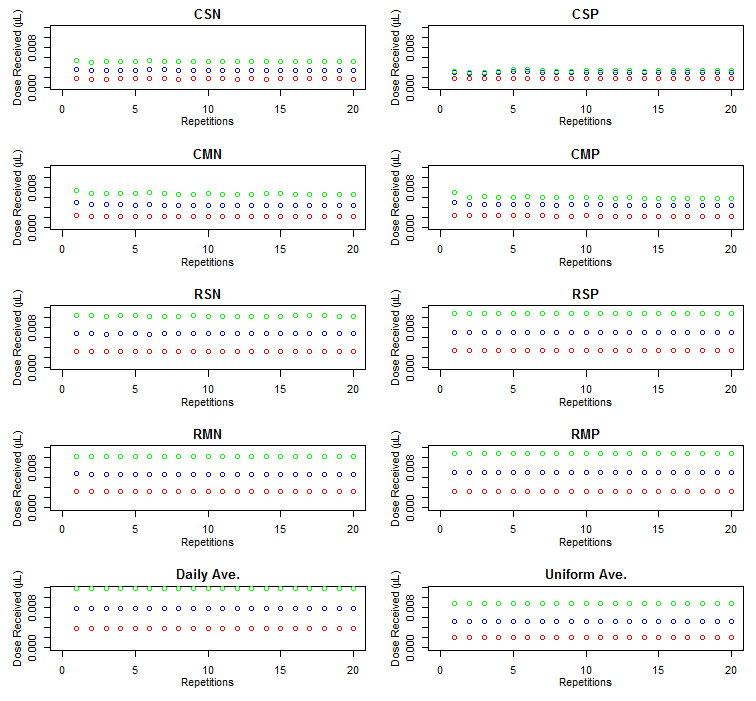 CSN
Dose Received (µL)
0.000 0.008
0 5 10 15 20
Repetitions
CSP
Dose Received (µL)
0.000 0.008
0 5 10 15 20
Repetitions
CMN
Dose Received (µL)
0.000 0.008
0 5 10 15 20
Repetitions
CMP
Dose Received (µL)
0.000 0.008
0 5 10 15 20
Repetitions
RSN
Dose Received (µL)
0.000 0.008
0 5 10 15 20
Repetitions
RSP
Dose Received (µL)
0.000 0.008
0 5 10 15 20
Repetitions
RMN
Dose Received (µL)
0.000 0.008
0 5 10 15 20
Repetitions
RMP
Dose Received (µL)
0.000 0.008
0 5 10 15 20
Repetitions
Daily Ave.
Dose Received (µL)
0.000 0.008
0 5 10 15 20
Repetitions
Uniform Ave.
Dose Received (µL)
0.000 0.008
0 5 10 15 20
Repetitions